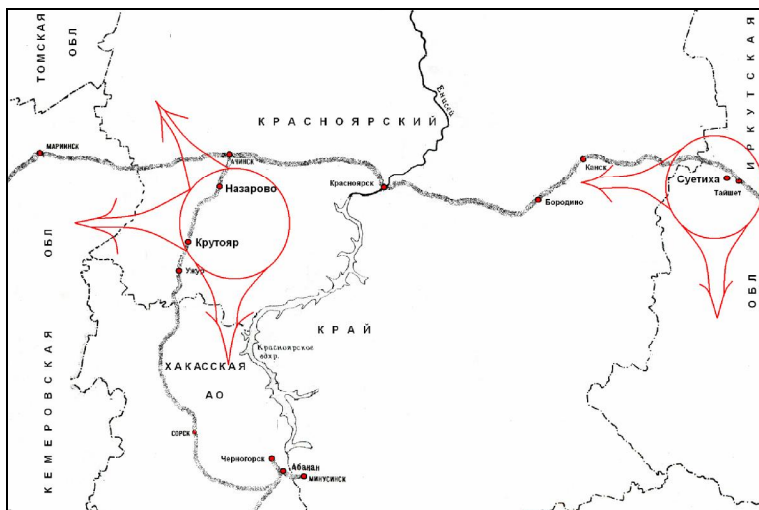 ТОМСКАЯ
ОБЛ
КРАСНОЯРСКИЙ
Енисей
ИРКУТСКАЯ
МАРИИНСК
АЧИНСК
Канск
Назарово
Красноярск
Суетиха
Тайшет
Бородино
Крутояр
ОБЛ
Ужур
ОБЛ
КРАЙ
Красноярское
вдхр.
ХАКАССКАЯ
АО
КЕМЕРОВСКАЯ
СОРСК
Черногорск
Абакан
МИНУСИНСК